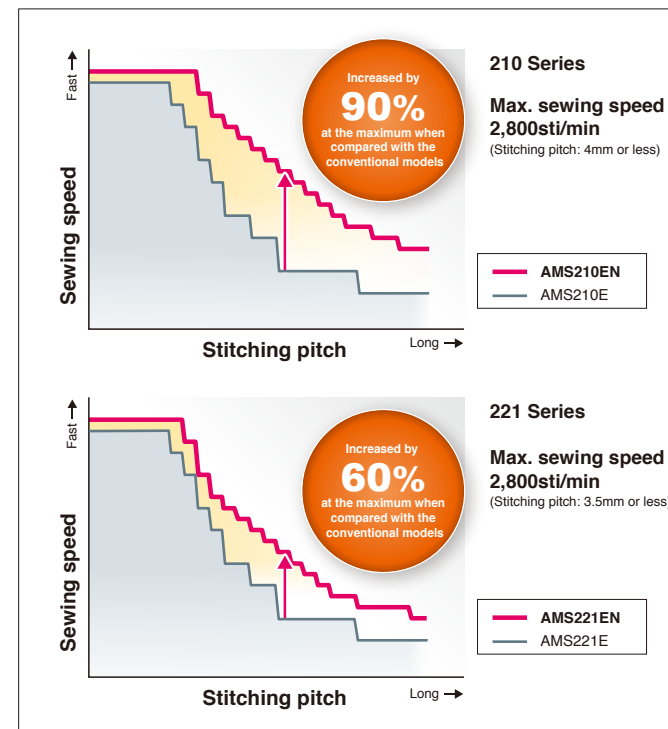 Fast →
Sewing speed
Increased by
90%
at the maximum when
compared with the
conventional models
210 Series
Max. sewing speed
2,800sti/min
(Stitching pitch: 4mm or less)
AMS210EN
AMS210E
Stitching pitch
Long →
Fast →
Sewing speed
Increased by
60%
at the maximum when
compared with the
conventional models
221 Series
Max. sewing speed
2,800sti/min
(Stitching pitch: 3.5mm or less)
AMS221EN
AMS221E
Stitching pitch
Long →